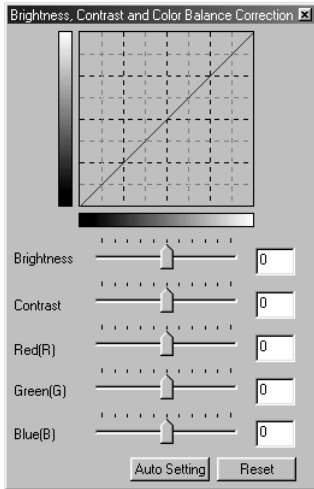 Brightness, Contrast and Color Balance Correction
Brightness 0
Contrast 0
Red(R) 0
Green(G) 0
Blue(B) 0
Auto Setting Reset